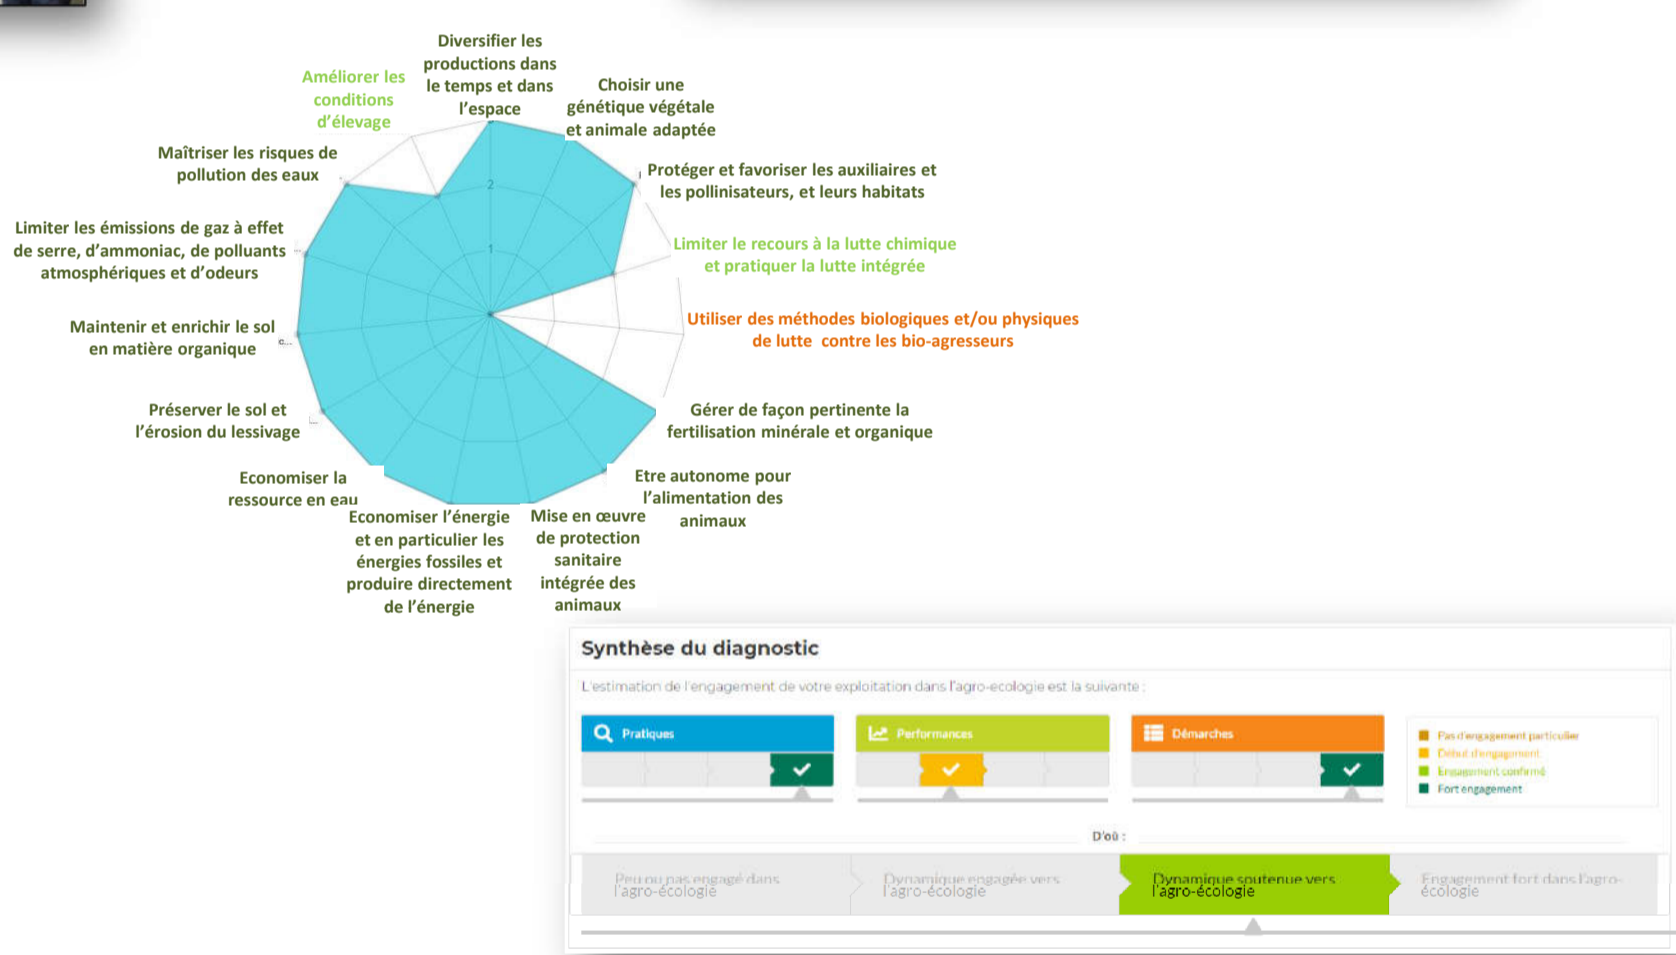 Diversifier les
productions dans
le temps et dans
l'espace
Choisir une
génétique végétale
et animale adaptée
Protéger et favoriser les auxiliaires et
les pollinisateurs, et leurs habitats
Limiter le recours à la lutte chimique
et pratiquer la lutte intégrée
Utiliser des méthodes biologiques et/ou physiques
de lutte contre les bio-agresseurs
Gérer de façon pertinente la
fertilisation minérale et organique
Etre autonome pour
l'alimentation des
animaux
Mise en œuvre
de protection
sanitaire
intégrée des
animaux
Economiser l'énergie
et en particulier les
énergies fossiles et
produire directement
de l'énergie
Economiser la
ressource en eau
Préserver le sol et
l'érosion du lessivage
Maintenir et enrichir le sol
en matière organique
Limiter les émissions de gaz à effet
de serre, d'ammoniac, de polluants
atmosphériques et d'odeurs
Maîtriser les risques de
pollution des eaux
Améliorer les
conditions
d'élevage
2
1
Synthèse du diagnostic
L'estimation de l'engagement de votre exploitation dans l'agro-ecologie est la suivante :
Pratiques
Performances
Démarches
Pas d'engagement particulier
Début d'engagement
Engagement confirmé
Fort engagement
D'où :
Peu ou pas engagé dans
l'agro-écologie
Dynamique engagée vers
l'agro-écologie
Dynamique soutenue vers
l'agro-écologie
Engagement fort dans l'agro-
écologie